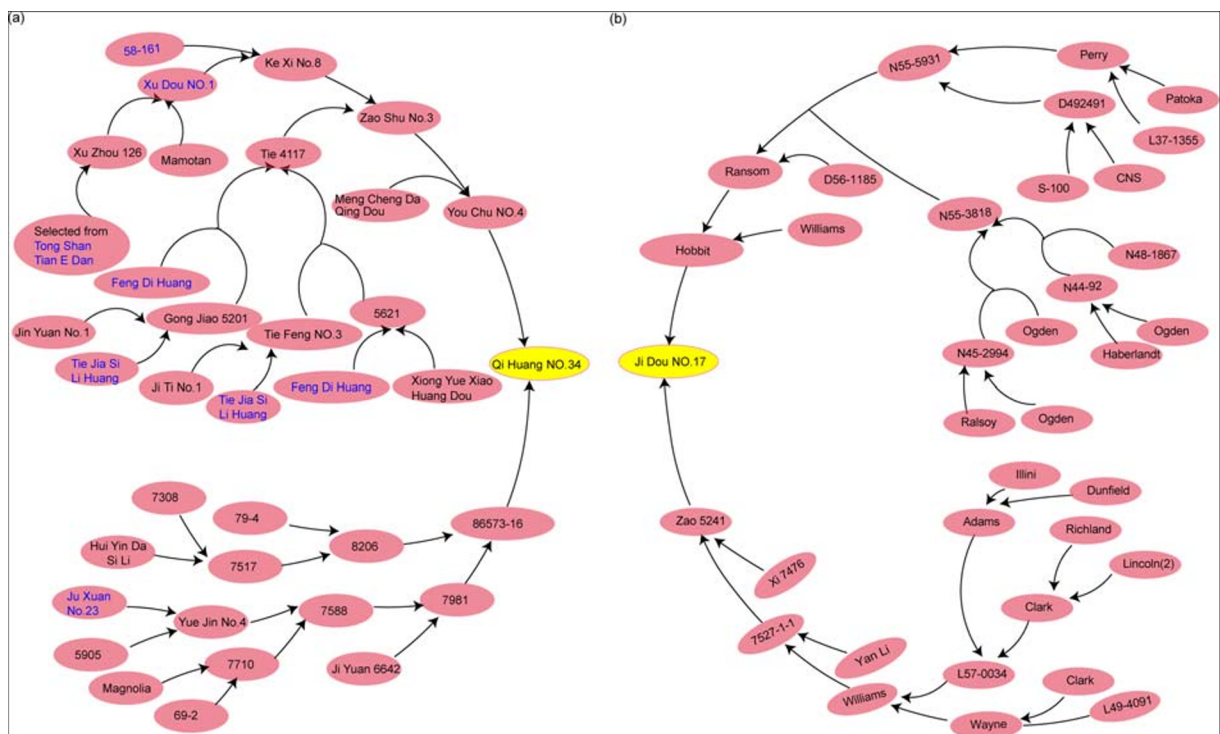 (a)
58-161
Ke Xi No.8
Xu Dou NO.1
Zao Shu No.3
Xu Zhou 126
Mamotan
Tie 4117
Meng Cheng Da
Qing Dou
You Chu NO.4
Selected from
Tong Shan
Tian E Dan
Feng Di Huang
Gong Jiao 5201
5621
Jin Yuan No.1
Tie Feng NO.3
Tie Jia Si
Li Huang
Ji Ti No.1
Tie Jia Si
Li Huang
Feng Di Huang
Xiong Yue Xiao
Huang Dou
Qi Huang NO.34
7308
79-4
86573-16
Hui Yin Da
Si Li
7517
8206
Ju Xuan
No.23
Yue Jin No.4
7588
7981
5905
7710
Ji Yuan 6642
Magnolia
69-2
(b)
N55-5931
Perry
Patoka
D492491
L37-1355
Ransom
D56-1185
S-100
CNS
N55-3818
Williams
Hobbit
N48-1867
N44-92
Ogden
Ogden
Haberlandt
N45-2994
Ji Dou NO.17
Ralsoy
Ogden
Illini
Dunfield
Adams
Richland
Zao 5241
Xi 7476
Lincoln(2)
Clark
7527-1-1
Yan Li
L57-0034
Williams
Clark
Wayne
L49-4091